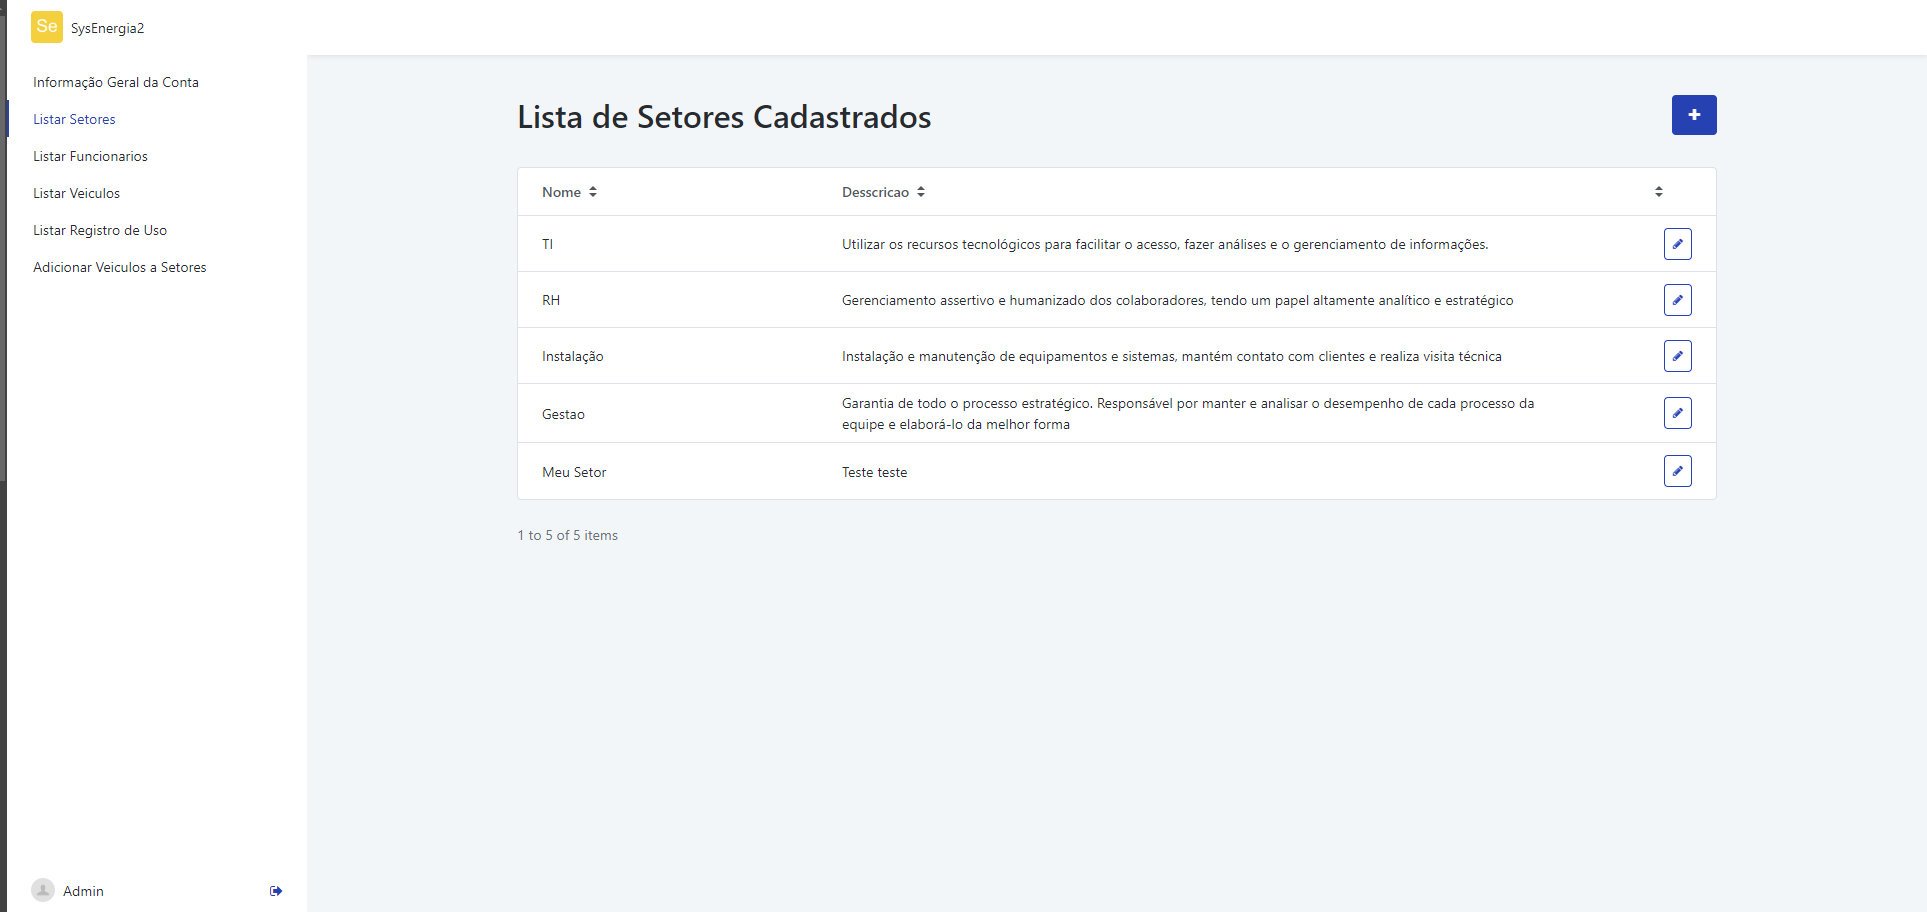 Se SysEnergia2
Informação Geral da Conta
Listar Setores
Listar Funcionarios
Listar Veiculos
Listar Registro de Uso
Adicionar Veiculos a Setores
Admin
Lista de Setores Cadastrados
Nome Desscricao
TI Utilizar os recursos tecnológicos para facilitar o acesso, fazer análises e o gerenciamento de informações.
RH Gerenciamento assertivo e humanizado dos colaboradores, tendo um papel altamente analítico e estratégico
Instalação Instalação e manutenção de equipamentos e sistemas, mantém contato com clientes e realiza visita técnica
Gestao Garantia de todo o processo estratégico. Responsável por manter e analisar o desempenho de cada processo da
equipe e elaborá-lo da melhor forma
Meu Setor Teste teste
1 to 5 of 5 items